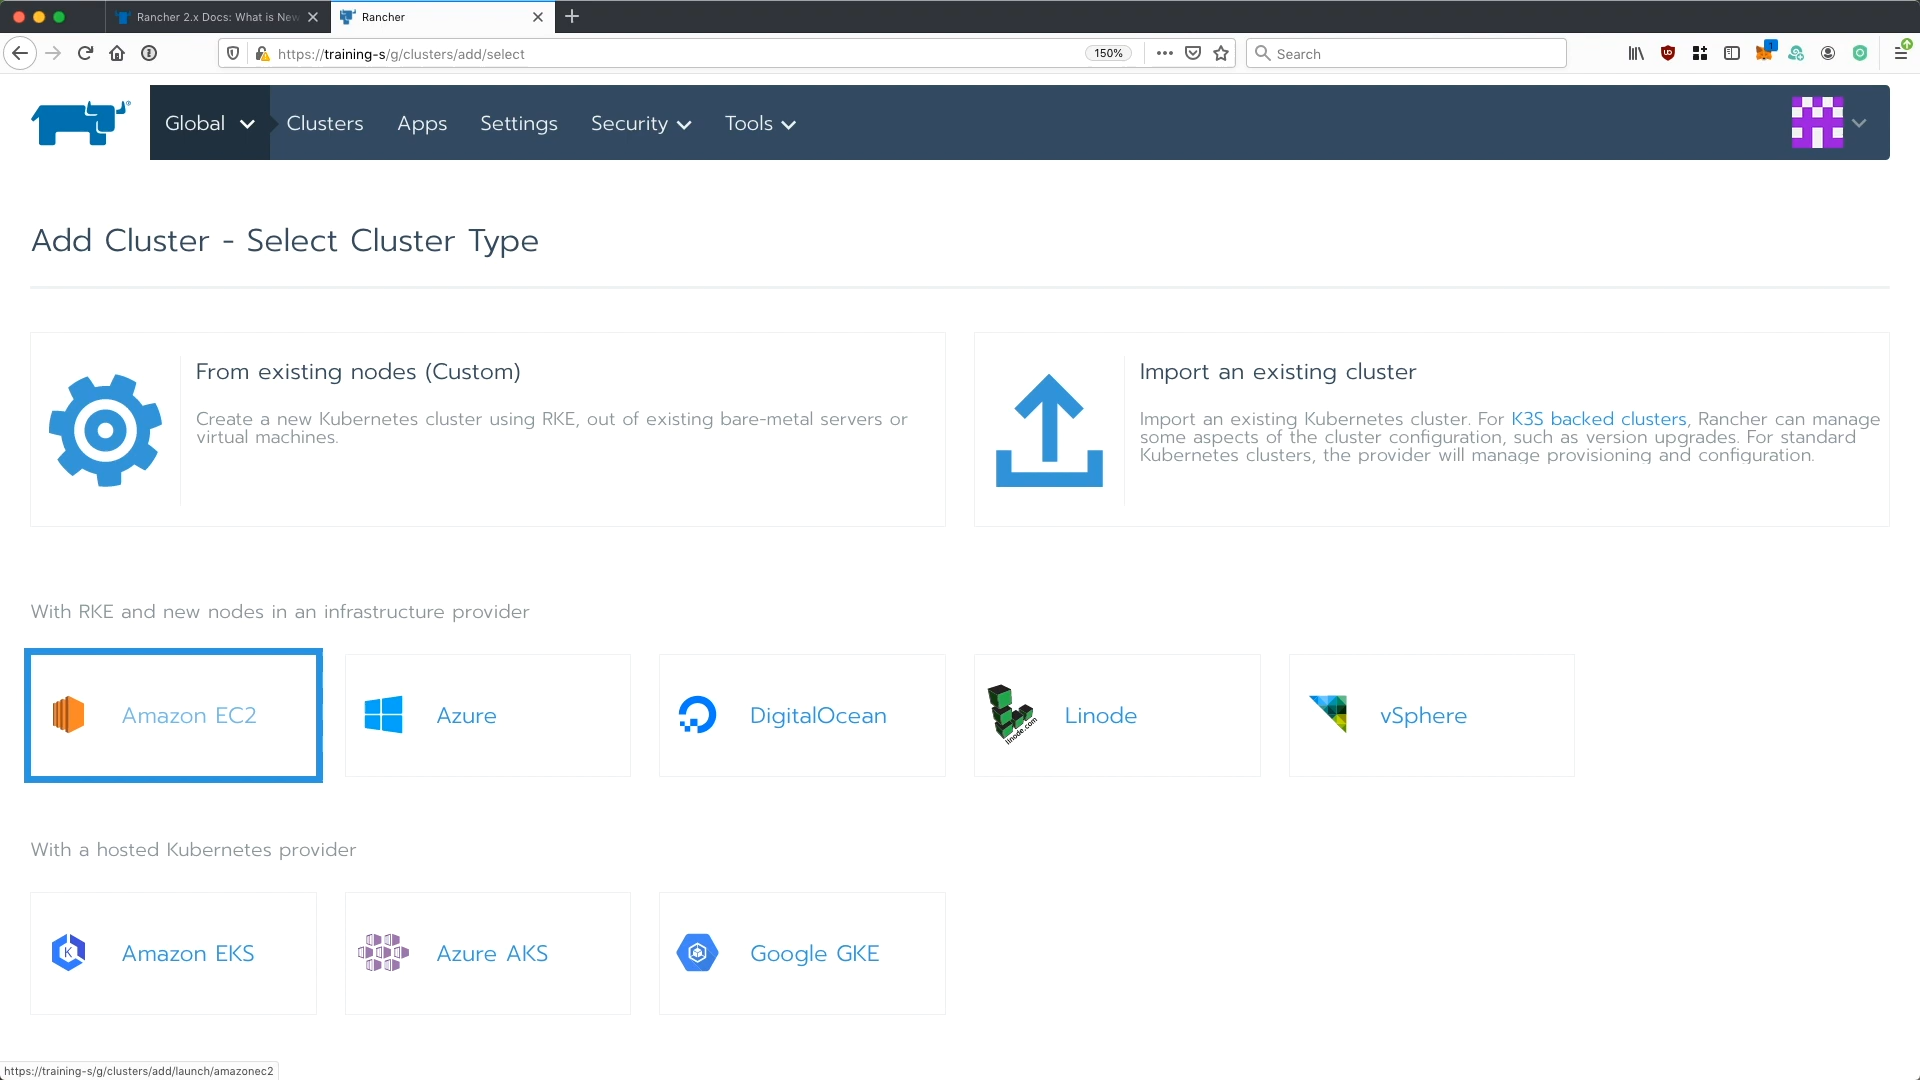 Rancher 2.x Docs: What is New
Rancher
https://training-s/g/clusters/add/select
150%
Search
1
Global
Clusters
Apps
Settings
Security
Tools
Add Cluster - Select Cluster Type
From existing nodes (Custom)
Create a new Kubernetes cluster using RKE, out of existing bare-metal servers or
virtual machines.
Import an existing cluster
Import an existing Kubernetes cluster. For K3S backed clusters, Rancher can manage
some aspects of the cluster configuration, such as version upgrades. For standard
Kubernetes clusters, the provider will manage provisioning and configuration.
With RKE and new nodes in an infrastructure provider
Amazon EC2
Azure
DigitalOcean
linode.com
Linode
vSphere
With a hosted Kubernetes provider
K
Amazon EKS
Azure AKS
Google GKE
https://training-s/g/clusters/add/launch/amazonec2